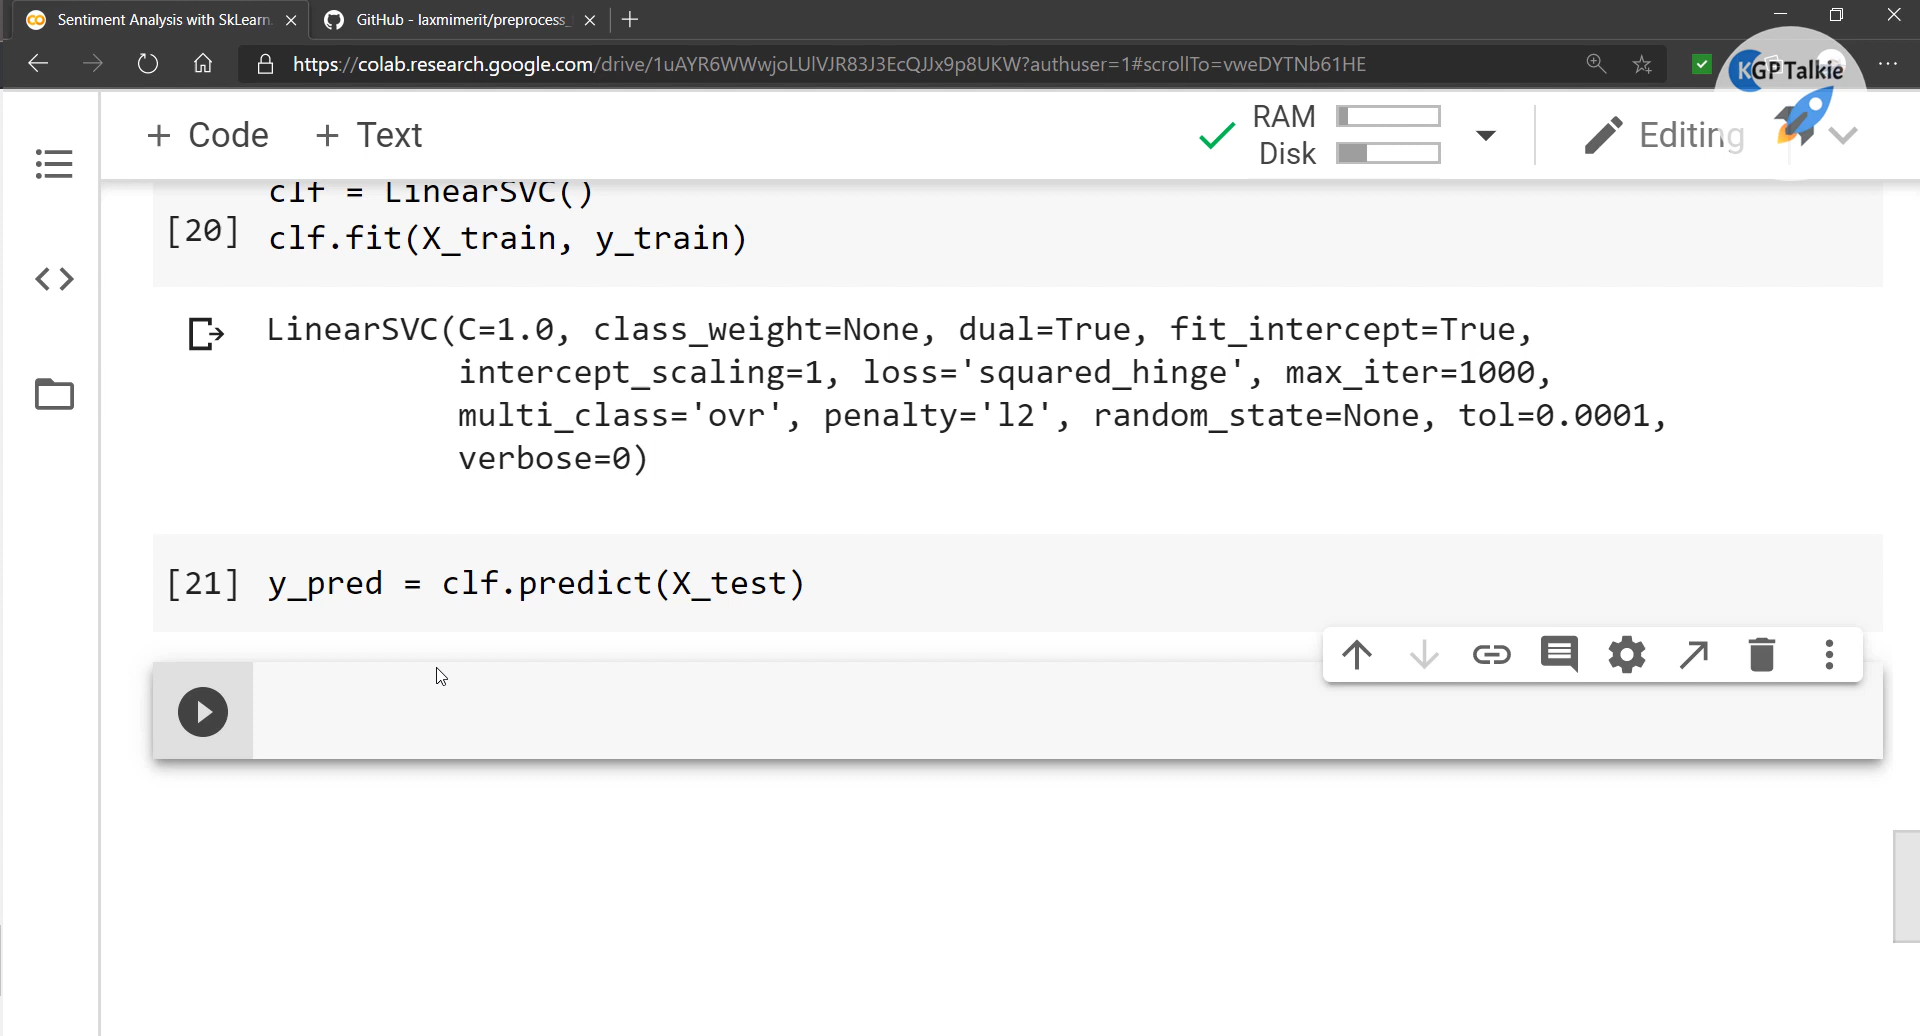 Sentiment Analysis with SkLearn
GitHub - laxmimerit/preprocess_
https://colab.research.google.com/drive/1uAYR6WWwjoLUlVJR83J3EcQJJx9p8UKW?authuser=1#scrollTo=vweDYTNb61HE
KGPTalkie
+ Code + Text
RAM
Disk
Editing
clf = LinearSVC()
[20] clf.fit(X_train, y_train)
LinearSVC(C=1.0, class_weight=None, dual=True, fit_intercept=True,
intercept_scaling=1, loss='squared_hinge', max_iter=1000,
multi_class='ovr', penalty='l2', random_state=None, tol=0.0001,
verbose=0)
[21] y_pred = clf.predict(X_test)